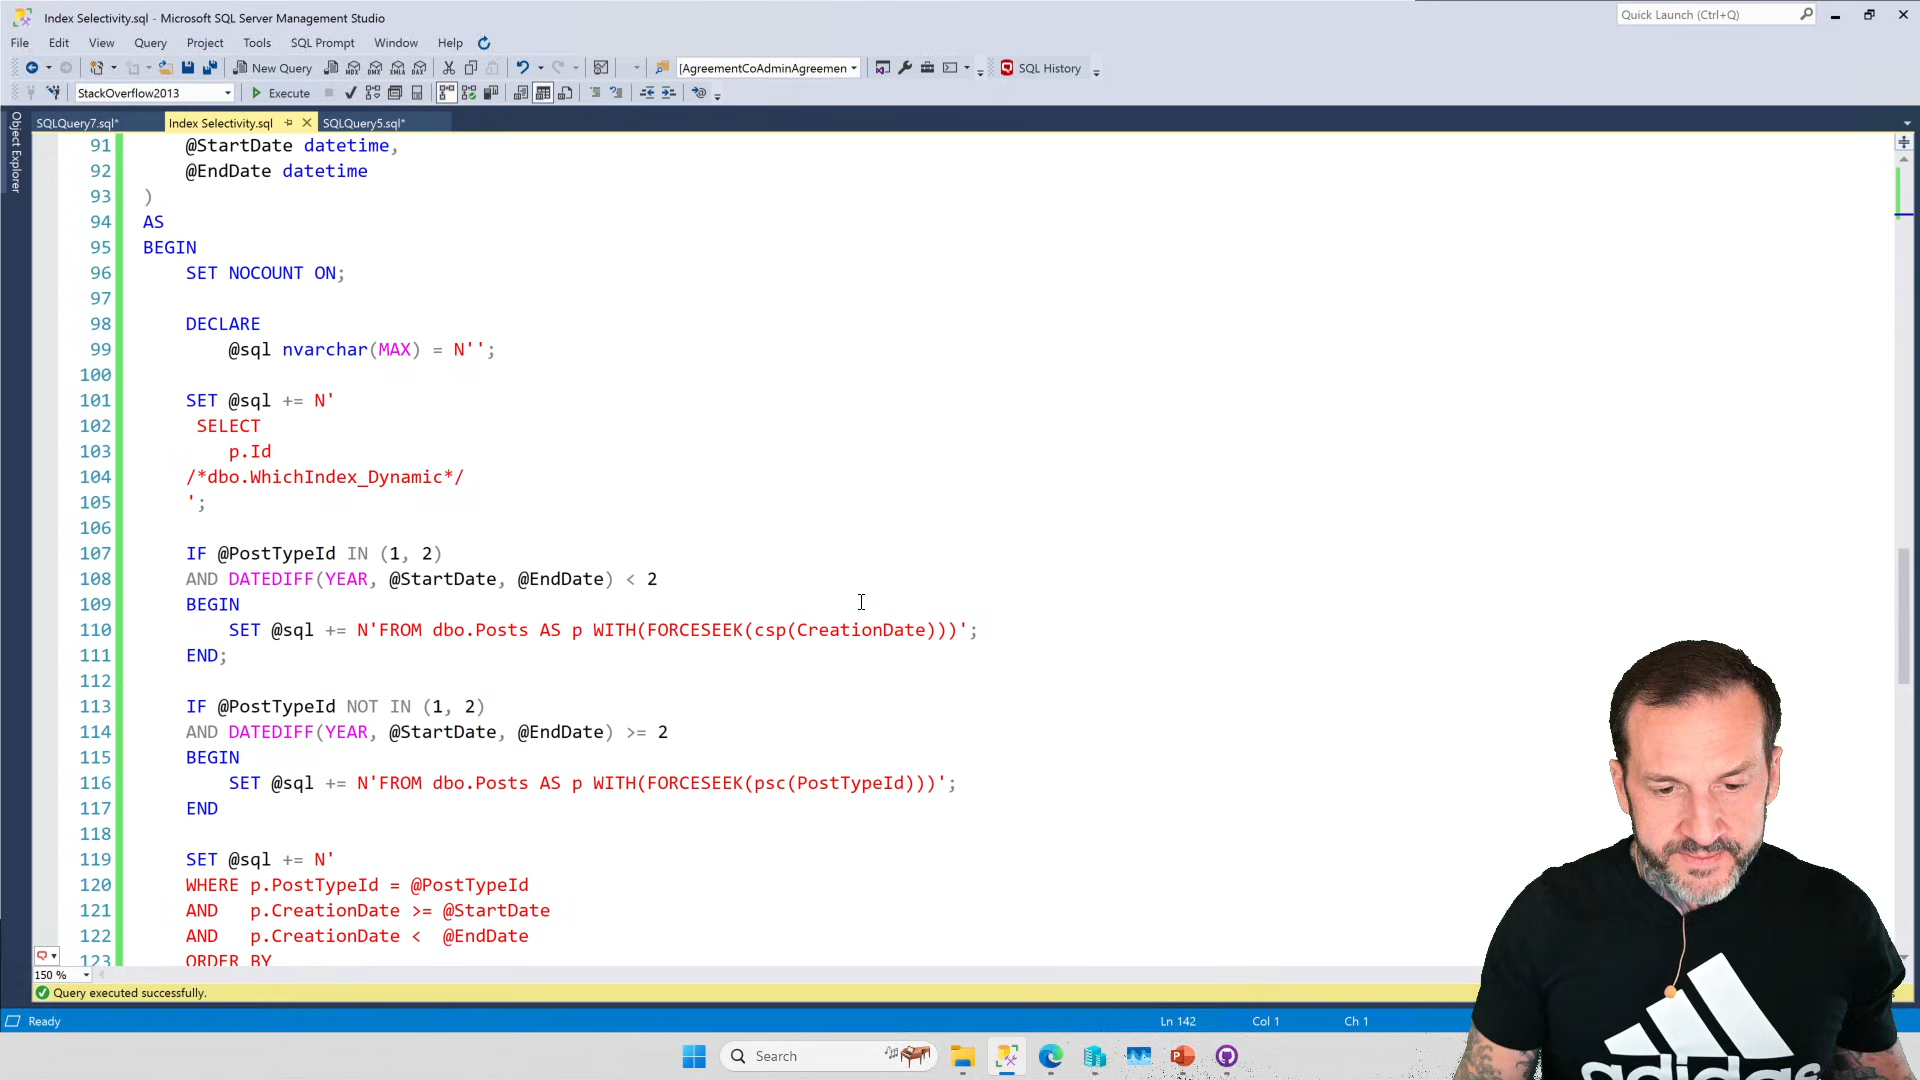 Index Selectivity.sql - Microsoft SQL Server Management Studio
Quick Launch (Ctrl+Q)
File Edit View Query Project Tools SQL Prompt Window Help
New Query [AgreementCoAdminAgreemen SQL History
StackOverflow2013 Execute
SQLQuery7.sql* Index Selectivity.sql SQLQuery5.sql*
Object Explorer
91 @StartDate datetime,
92 @EndDate datetime
93 )
94 AS
95 BEGIN
96 SET NOCOUNT ON;
97
98 DECLARE
99 @sql nvarchar(MAX) = N'';
100
101 SET @sql += N'
102 SELECT
103 p.Id
104 /*dbo.WhichIndex_Dynamic*/
105 ';
106
107 IF @PostTypeId IN (1, 2)
108 AND DATEDIFF(YEAR, @StartDate, @EndDate) < 2
109 BEGIN
110 SET @sql += N'FROM dbo.Posts AS p WITH(FORCESEEK(csp(CreationDate)))';
111 END;
112
113 IF @PostTypeId NOT IN (1, 2)
114 AND DATEDIFF(YEAR, @StartDate, @EndDate) >= 2
115 BEGIN
116 SET @sql += N'FROM dbo.Posts AS p WITH(FORCESEEK(psc(PostTypeId)))';
117 END
118
119 SET @sql += N'
120 WHERE p.PostTypeId = @PostTypeId
121 AND p.CreationDate >= @StartDate
122 AND p.CreationDate < @EndDate
123 ORDER BY
150 %
Query executed successfully.
Ready Ln 142 Col 1 Ch 1
Search
adidas